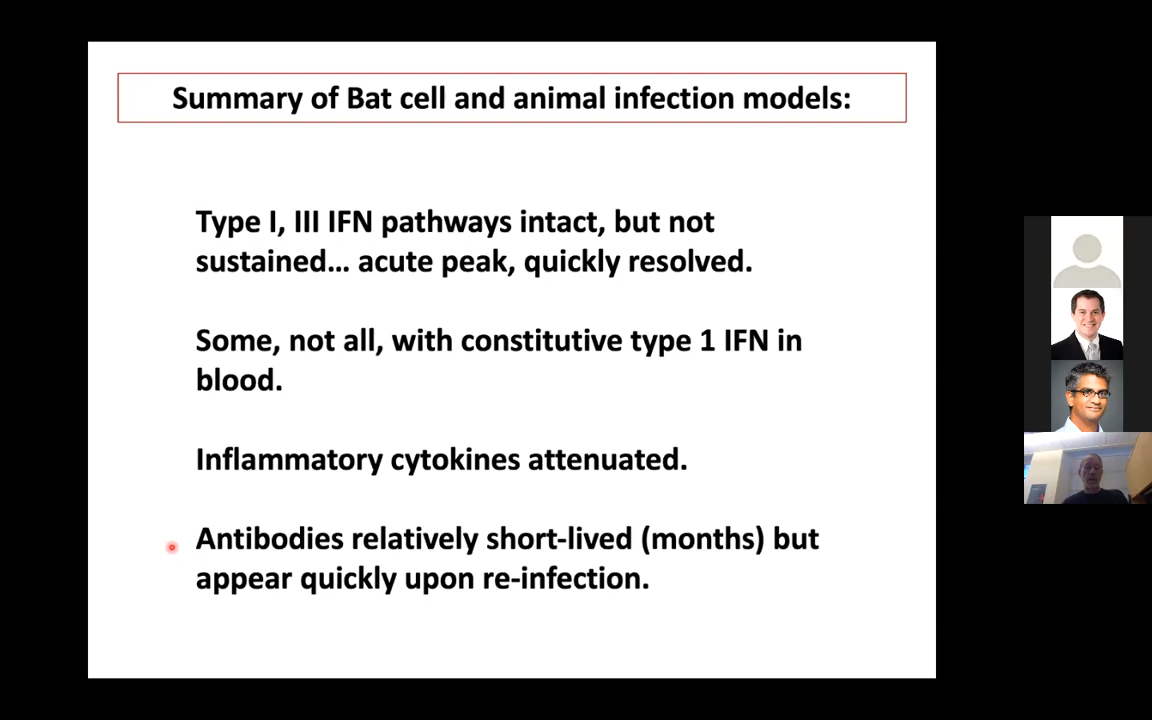 Summary of Bat cell and animal infection models:
Type I, III IFN pathways intact, but not
sustained... acute peak, quickly resolved.
Some, not all, with constitutive type 1 IFN in
blood.
Inflammatory cytokines attenuated.
Antibodies relatively short-lived (months) but
appear quickly upon re-infection.